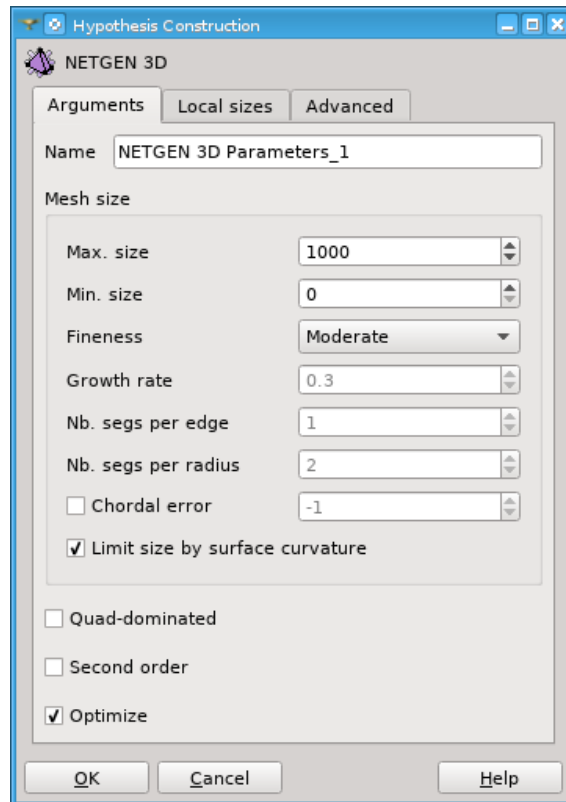 Hypothesis Construction
NETGEN 3D
Arguments Local sizes Advanced
Name NETGEN 3D Parameters_1
Mesh size
Max. size 1000
Min. size 0
Fineness Moderate
Growth rate 0.3
Nb. segs per edge 1
Nb. segs per radius 2
Chordal error -1
Limit size by surface curvature
Quad-dominated
Second order
Optimize
OK Cancel Help